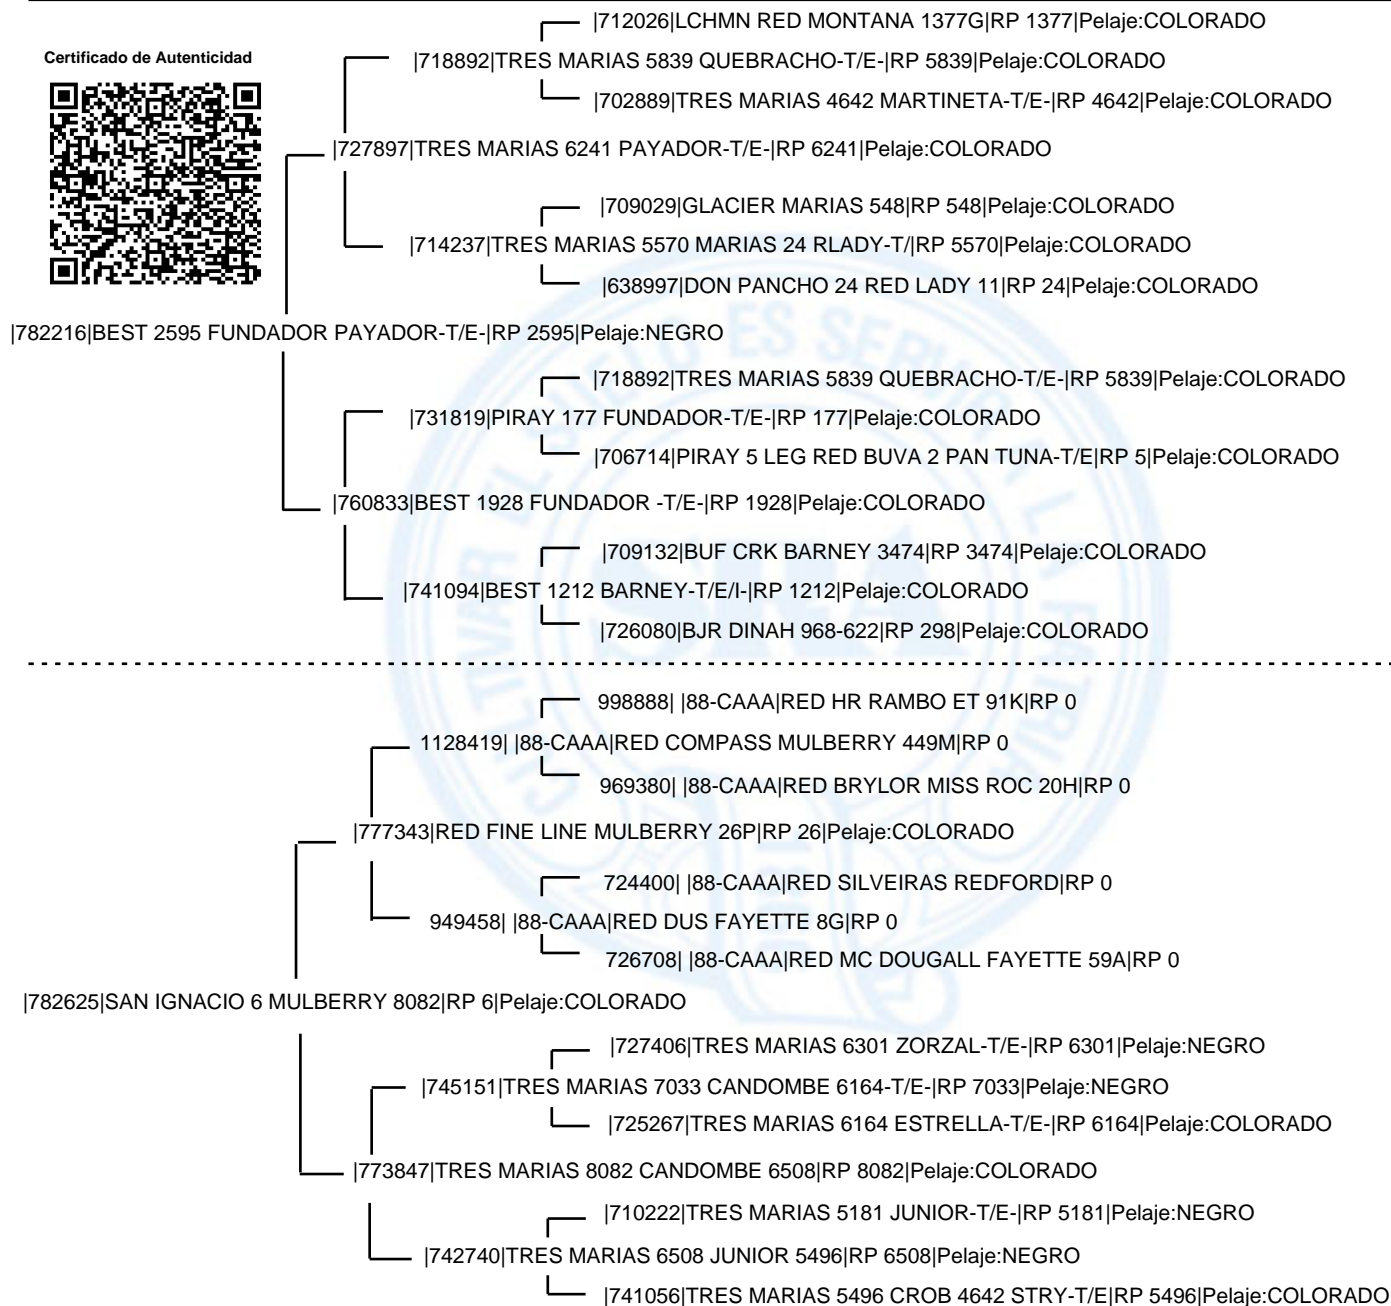 |712026|LCHMN RED MONTANA 1377G|RP 1377|Pelaje:COLORADO
Certificado de Autenticidad
|718892|TRES MARIAS 5839 QUEBRACHO-T/E-|RP 5839|Pelaje:COLORADO
|702889|TRES MARIAS 4642 MARTINETA-T/E-|RP 4642|Pelaje:COLORADO
|727897|TRES MARIAS 6241 PAYADOR-T/E-|RP 6241|Pelaje:COLORADO
|709029|GLACIER MARIAS 548|RP 548|Pelaje:COLORADO
|714237|TRES MARIAS 5570 MARIAS 24 RLADY-T/|RP 5570|Pelaje:COLORADO
|638997|DON PANCHO 24 RED LADY 11|RP 24|Pelaje:COLORADO
|782216|BEST 2595 FUNDADOR PAYADOR-T/E-|RP 2595|Pelaje:NEGRO
|718892|TRES MARIAS 5839 QUEBRACHO-T/E-|RP 5839|Pelaje:COLORADO
|731819|PIRAY 177 FUNDADOR-T/E-|RP 177|Pelaje:COLORADO
|706714|PIRAY 5 LEG RED BUVA 2 PAN TUNA-T/E|RP 5|Pelaje:COLORADO
|760833|BEST 1928 FUNDADOR -T/E-|RP 1928|Pelaje:COLORADO
|709132|BUF CRK BARNEY 3474|RP 3474|Pelaje:COLORADO
|741094|BEST 1212 BARNEY-T/E/I-|RP 1212|Pelaje:COLORADO
|726080|BJR DINAH 968-622|RP 298|Pelaje:COLORADO
CULTIVAR EL SUELO ES SERVIR A LA PATRIA
SRA
998888| |88-CAAA|RED HR RAMBO ET 91K|RP 0
1128419| |88-CAAA|RED COMPASS MULBERRY 449M|RP 0
969380| |88-CAAA|RED BRYLOR MISS ROC 20H|RP 0
|777343|RED FINE LINE MULBERRY 26P|RP 26|Pelaje:COLORADO
724400| |88-CAAA|RED SILVEIRAS REDFORD|RP 0
949458| |88-CAAA|RED DUS FAYETTE 8G|RP 0
726708| |88-CAAA|RED MC DOUGALL FAYETTE 59A|RP 0
|782625|SAN IGNACIO 6 MULBERRY 8082|RP 6|Pelaje:COLORADO
|727406|TRES MARIAS 6301 ZORZAL-T/E-|RP 6301|Pelaje:NEGRO
|745151|TRES MARIAS 7033 CANDOMBE 6164-T/E-|RP 7033|Pelaje:NEGRO
|725267|TRES MARIAS 6164 ESTRELLA-T/E-|RP 6164|Pelaje:COLORADO
|773847|TRES MARIAS 8082 CANDOMBE 6508|RP 8082|Pelaje:COLORADO
|710222|TRES MARIAS 5181 JUNIOR-T/E-|RP 5181|Pelaje:NEGRO
|742740|TRES MARIAS 6508 JUNIOR 5496|RP 6508|Pelaje:NEGRO
|741056|TRES MARIAS 5496 CROB 4642 STRY-T/E|RP 5496|Pelaje:COLORADO